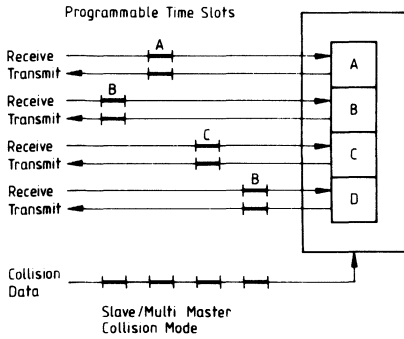 Programmable Time Slots
A
Receive
Transmit
A
B
Receive
Transmit
B
C
Receive
Transmit
C
B
Receive
Transmit
D
Collision
Data
Slave/Multi Master
Collision Mode